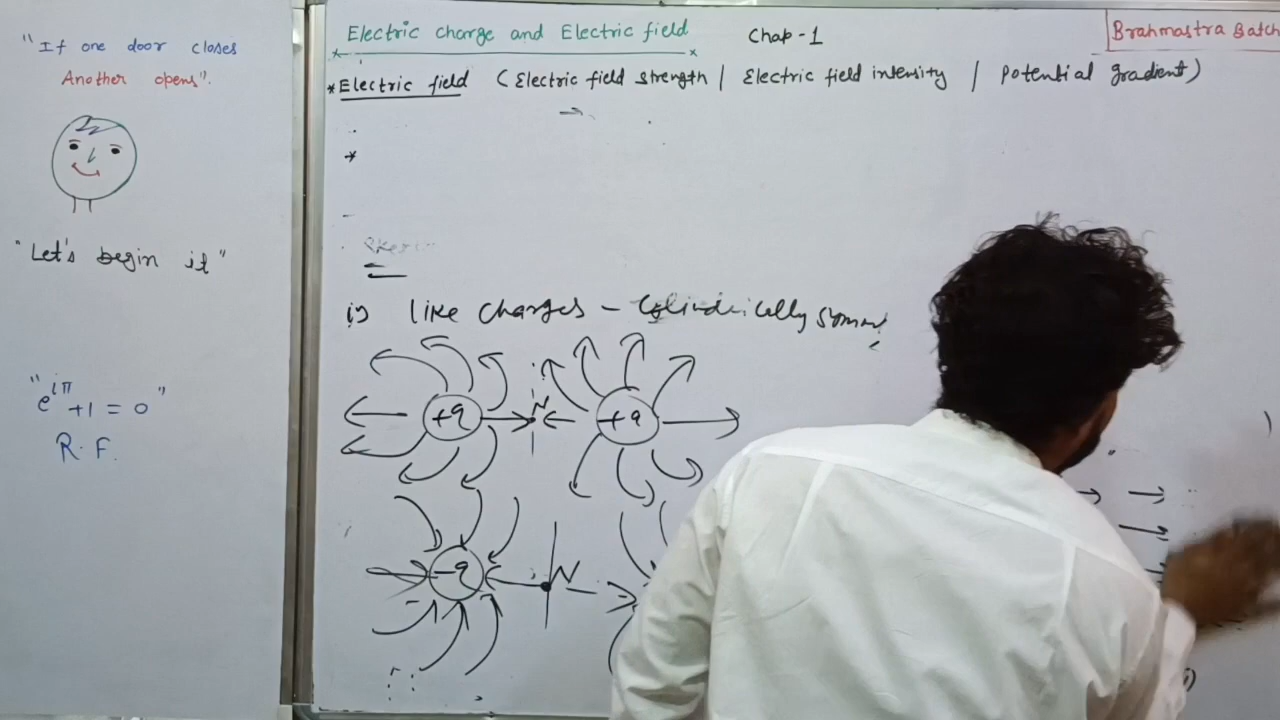 "If one door closes
Another opens".
"Let's begin it"
"e^iπ +1 = 0"
R.F.
Electric charge and Electric field
Chap-1
Brahmastra Batch
*Electric field (Electric field strength / Electric field intensity / Potential gradient)
*
i) like charges - Cylindrically symm
+q N +q
-q N